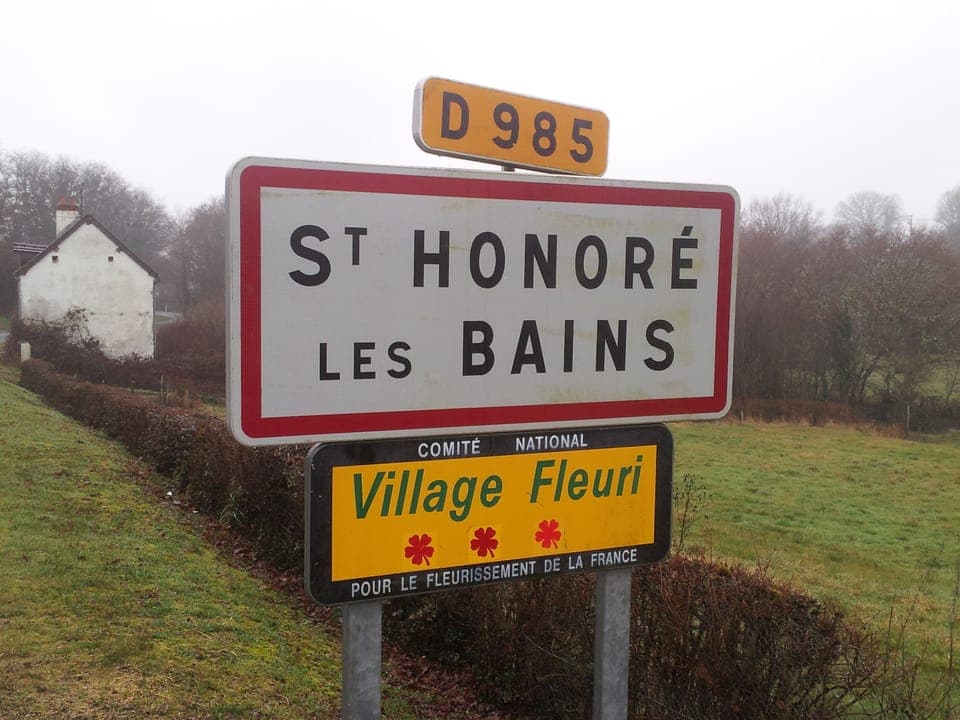 D 985
ST HONORÉ
LES BAINS
COMITÉ NATIONAL
Village Fleuri
POUR LE FLEURISSEMENT DE LA FRANCE